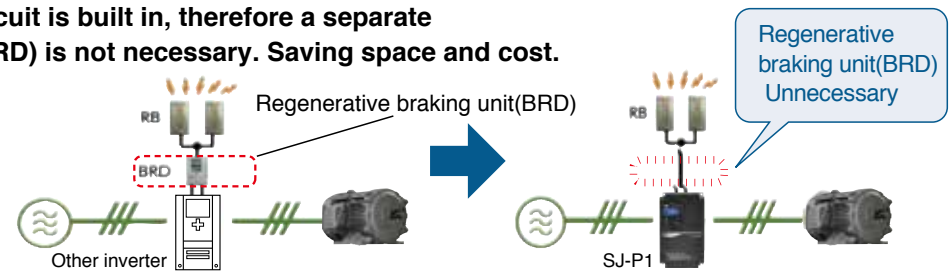 cuit is built in, therefore a separate
RD) is not necessary. Saving space and cost.
Regenerative
braking unit(BRD)
Unnecessary
RB
Regenerative braking unit(BRD)
BRD
Other inverter
RB
SJ-P1